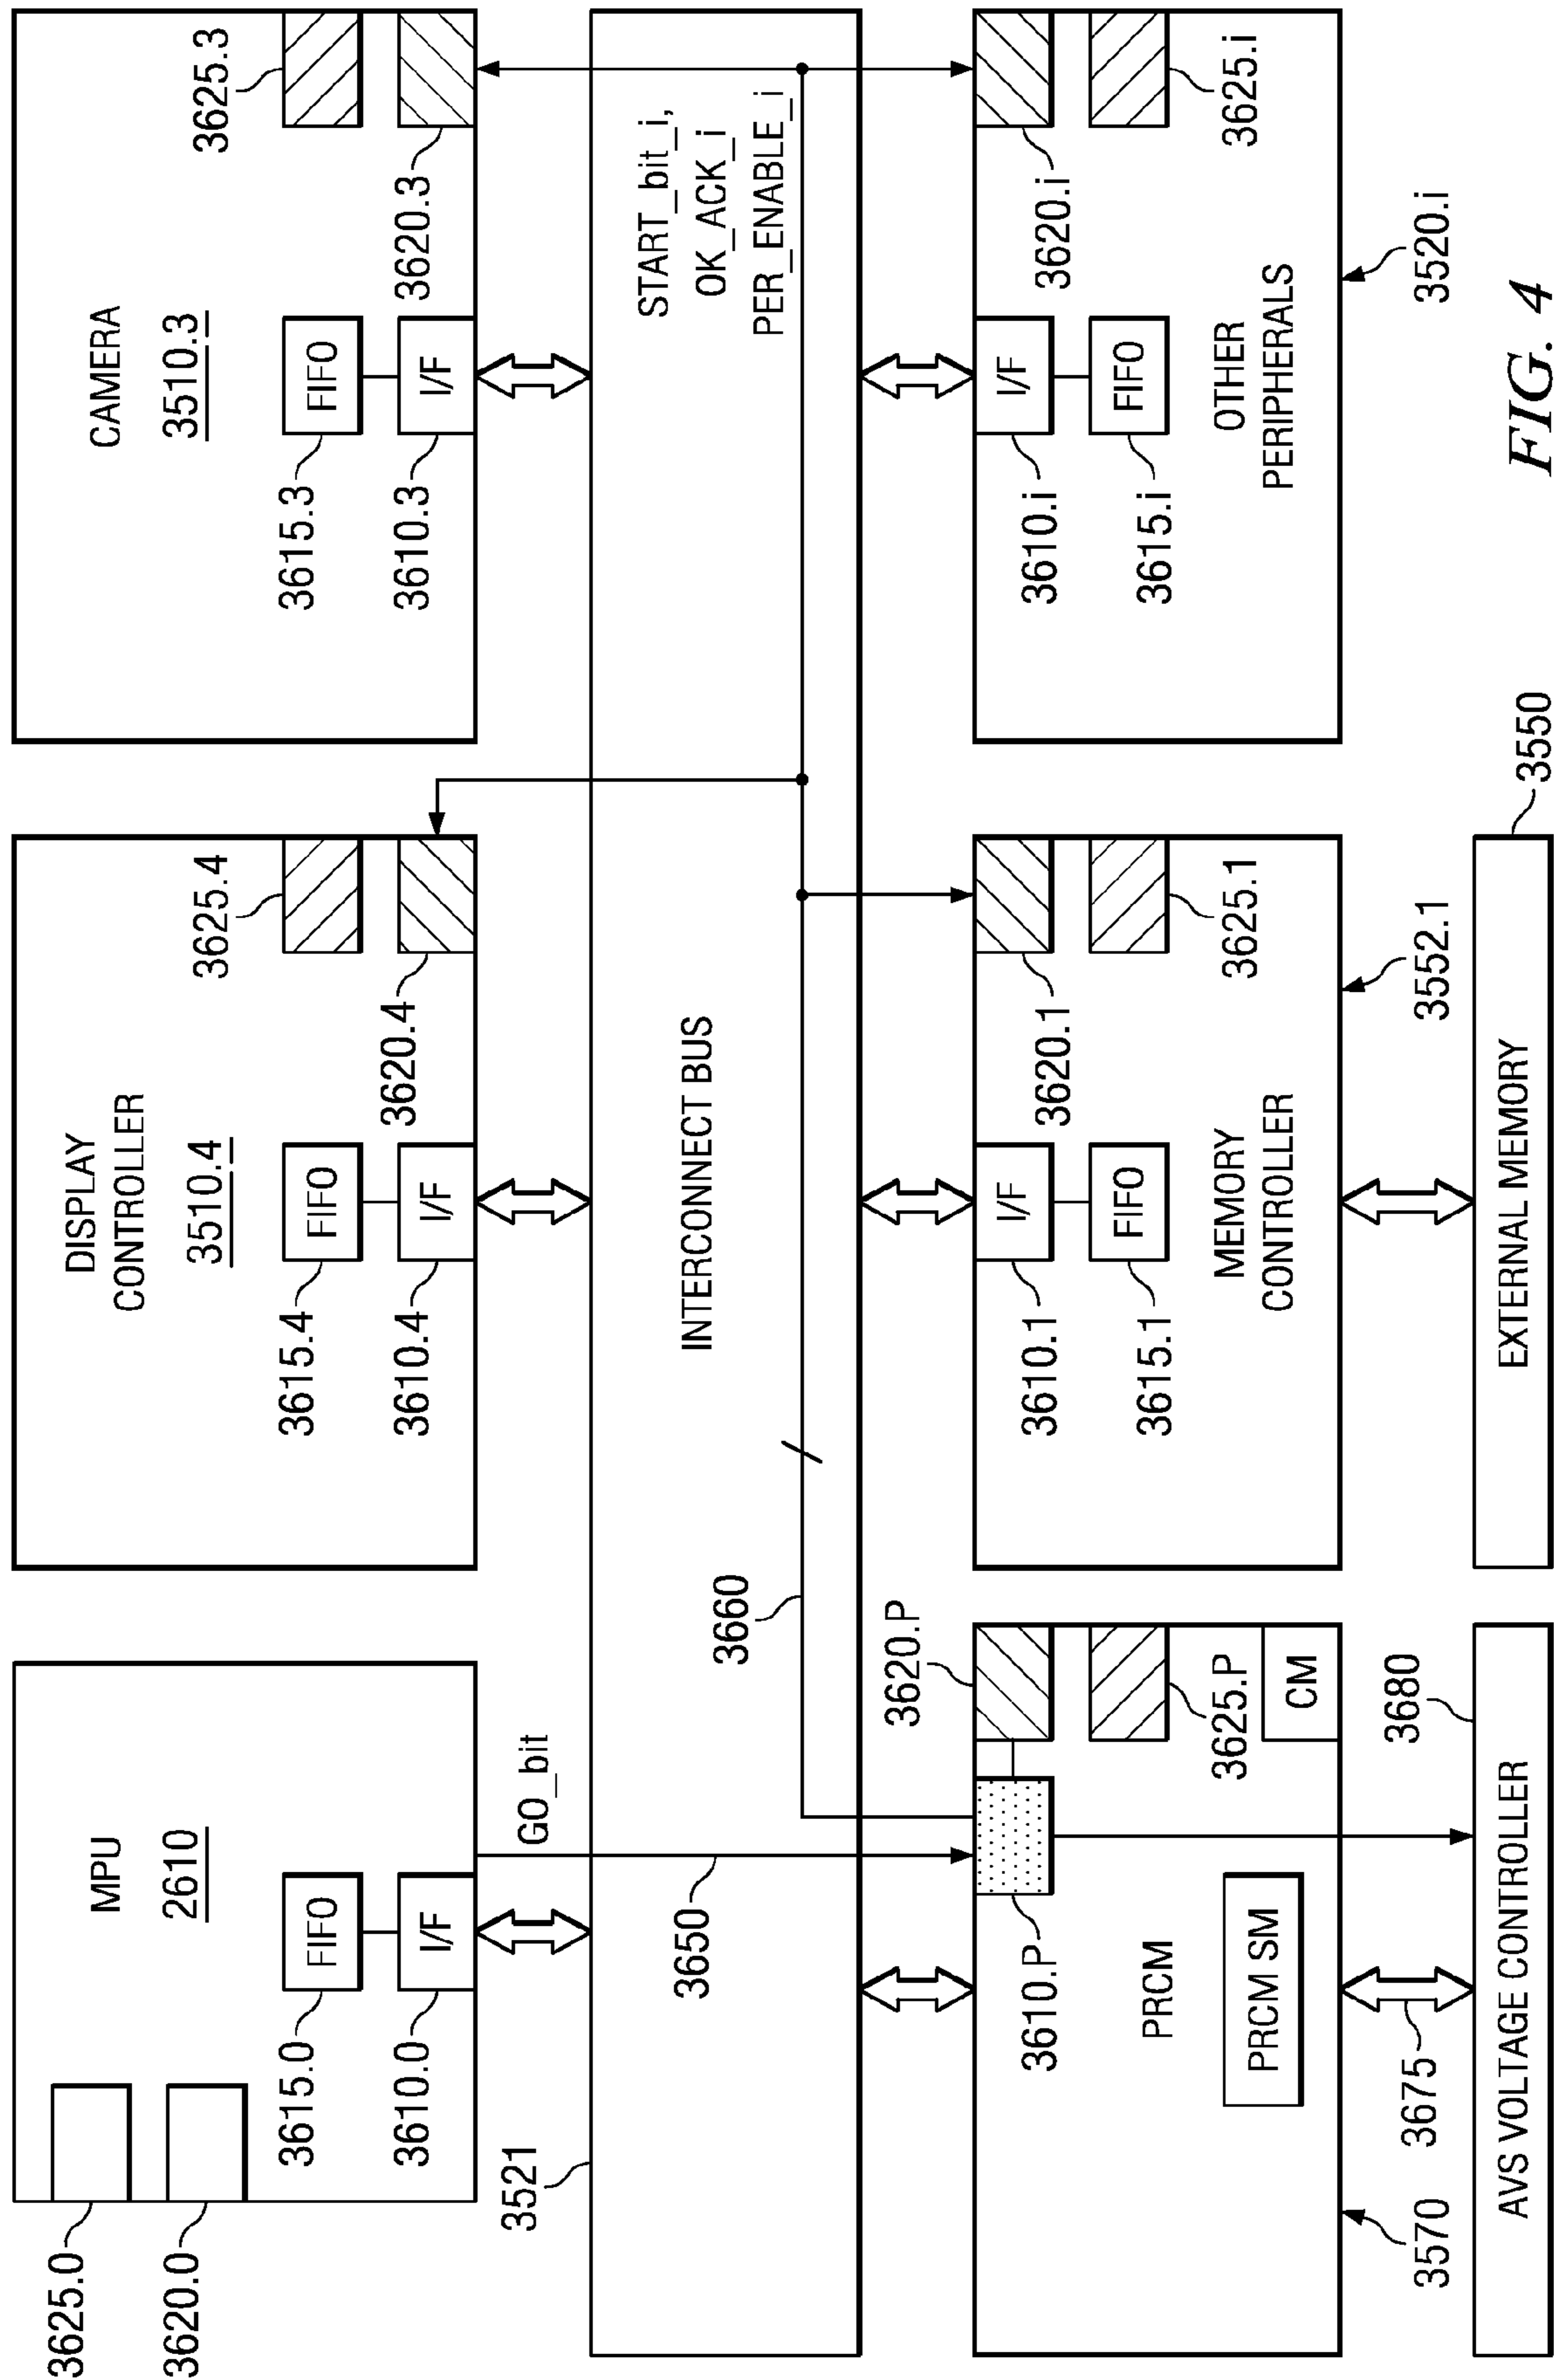 3625.0
3620.0
MPU
2610
FIFO
I/F
3615.0
3610.0
GO_bit
DISPLAY
CONTROLLER
3510.4
FIFO
I/F
3615.4
3610.4
3625.4
3620.4
CAMERA
3510.3
FIFO
I/F
3615.3
3610.3
3625.3
3620.3
3521
3650
3660
INTERCONNECT BUS
START_bit_i,
OK_ACK_i
PER_ENABLE_i
3610.P
3620.P
3625.P
PRCM
PRCM SM
CM
3570
3675
3680
AVS VOLTAGE CONTROLLER
I/F
FIFO
3610.1
3615.1
3620.1
3625.1
MEMORY
CONTROLLER
3552.1
EXTERNAL MEMORY
3550
I/F
FIFO
3610.i
3615.i
3620.i
3625.i
OTHER
PERIPHERALS
3520.i
FIG. 4